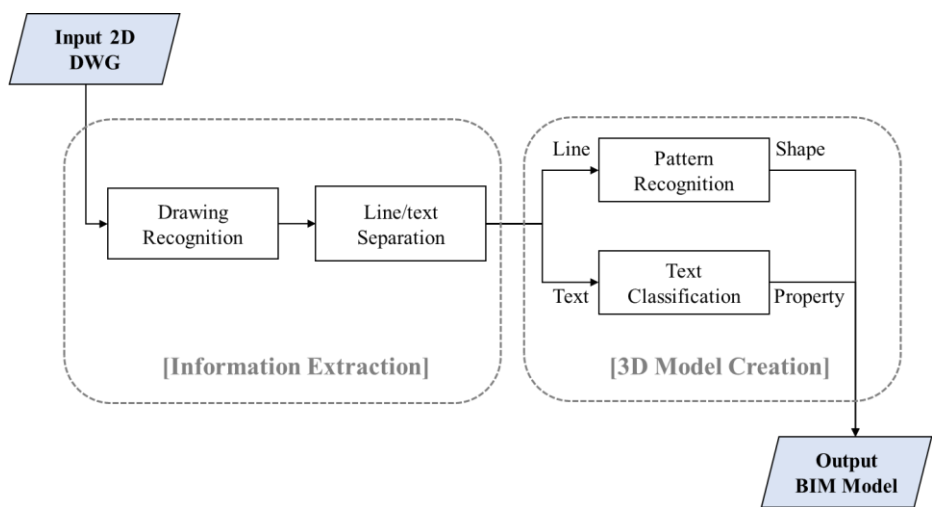 Input 2D
DWG
Drawing
Recognition
Line/text
Separation
[Information Extraction]
Line
Pattern
Recognition
Shape
Text
Text
Classification
Property
[3D Model Creation]
Output
BIM Model